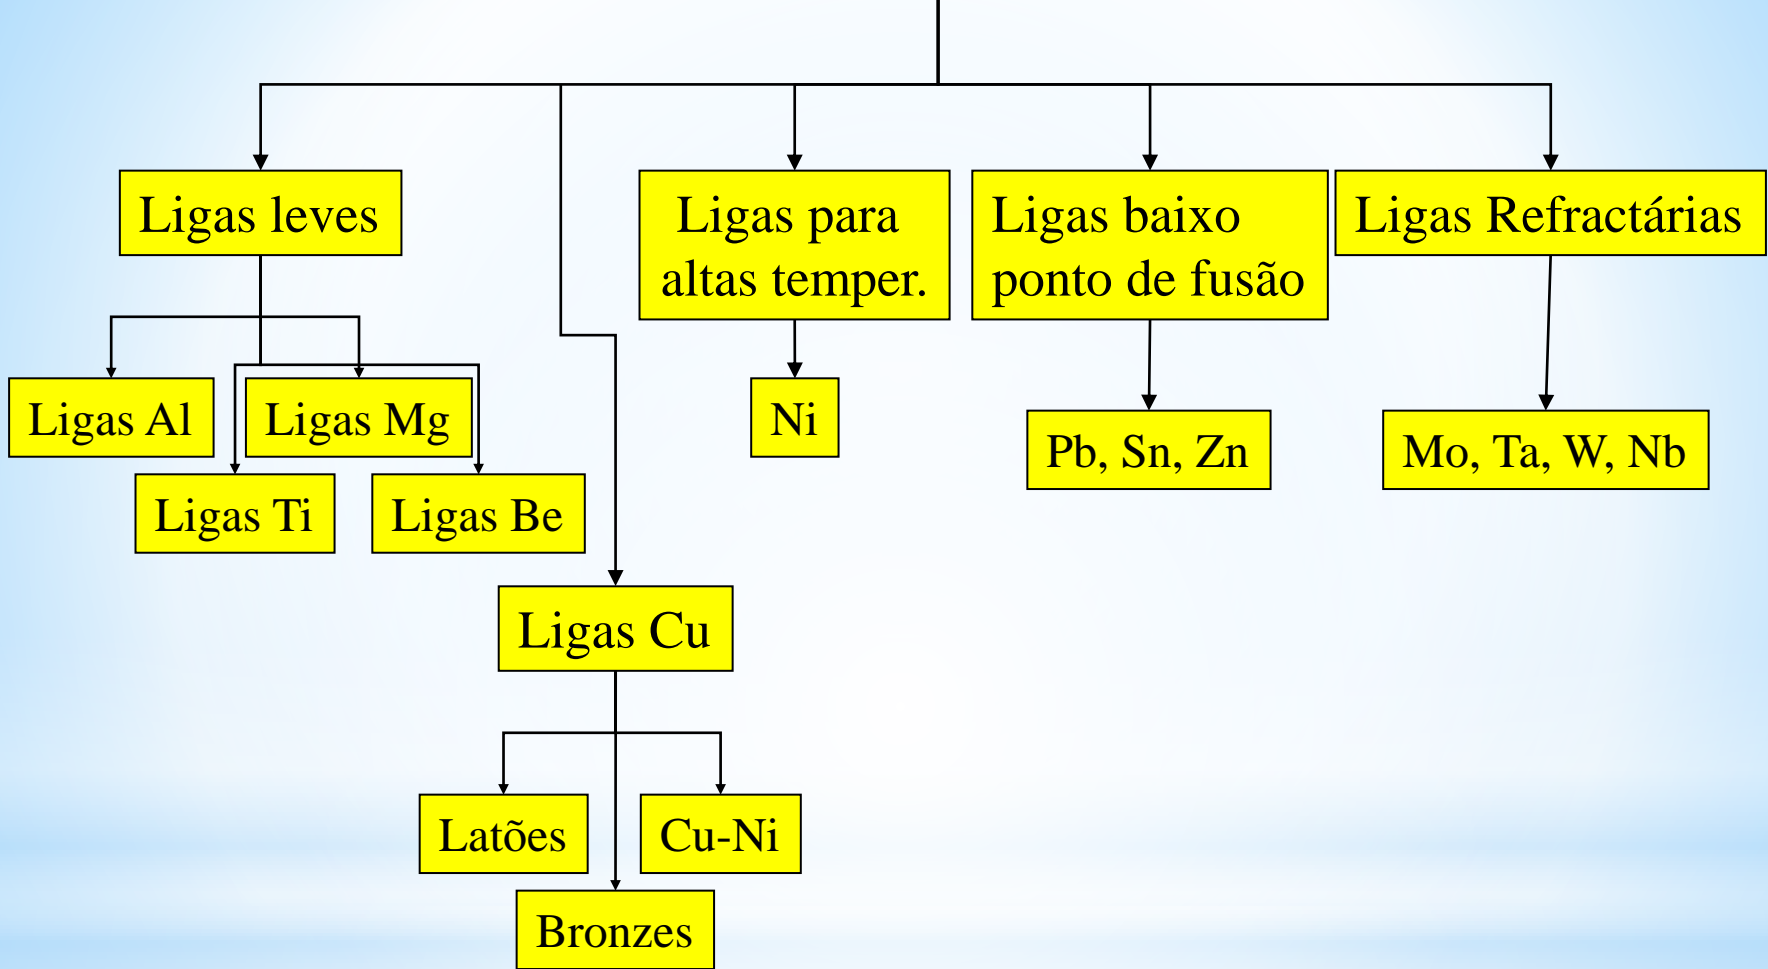 Ligas leves
Ligas para
altas temper.
Ligas baixo
ponto de fusão
Ligas Refractárias
Ligas Al
Ligas Mg
Ni
Pb, Sn, Zn
Mo, Ta, W, Nb
Ligas Ti
Ligas Be
Ligas Cu
Latões
Cu-Ni
Bronzes